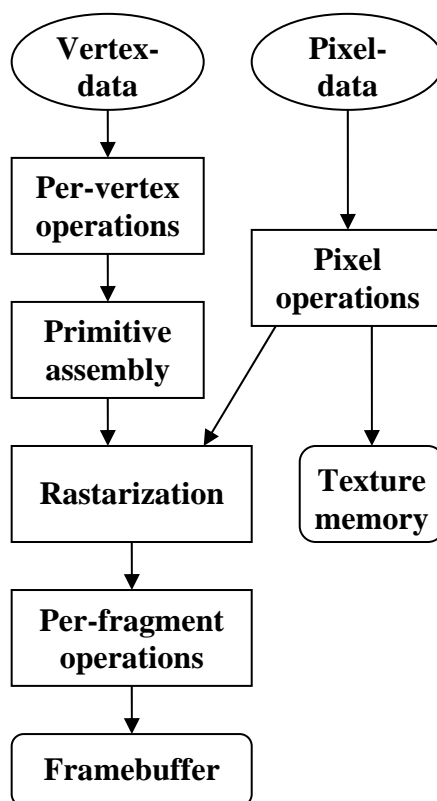 Vertex-
data
Pixel-
data
Per-vertex
operations
Pixel
operations
Primitive
assembly
Rastarization
Texture
memory
Per-fragment
operations
Framebuffer